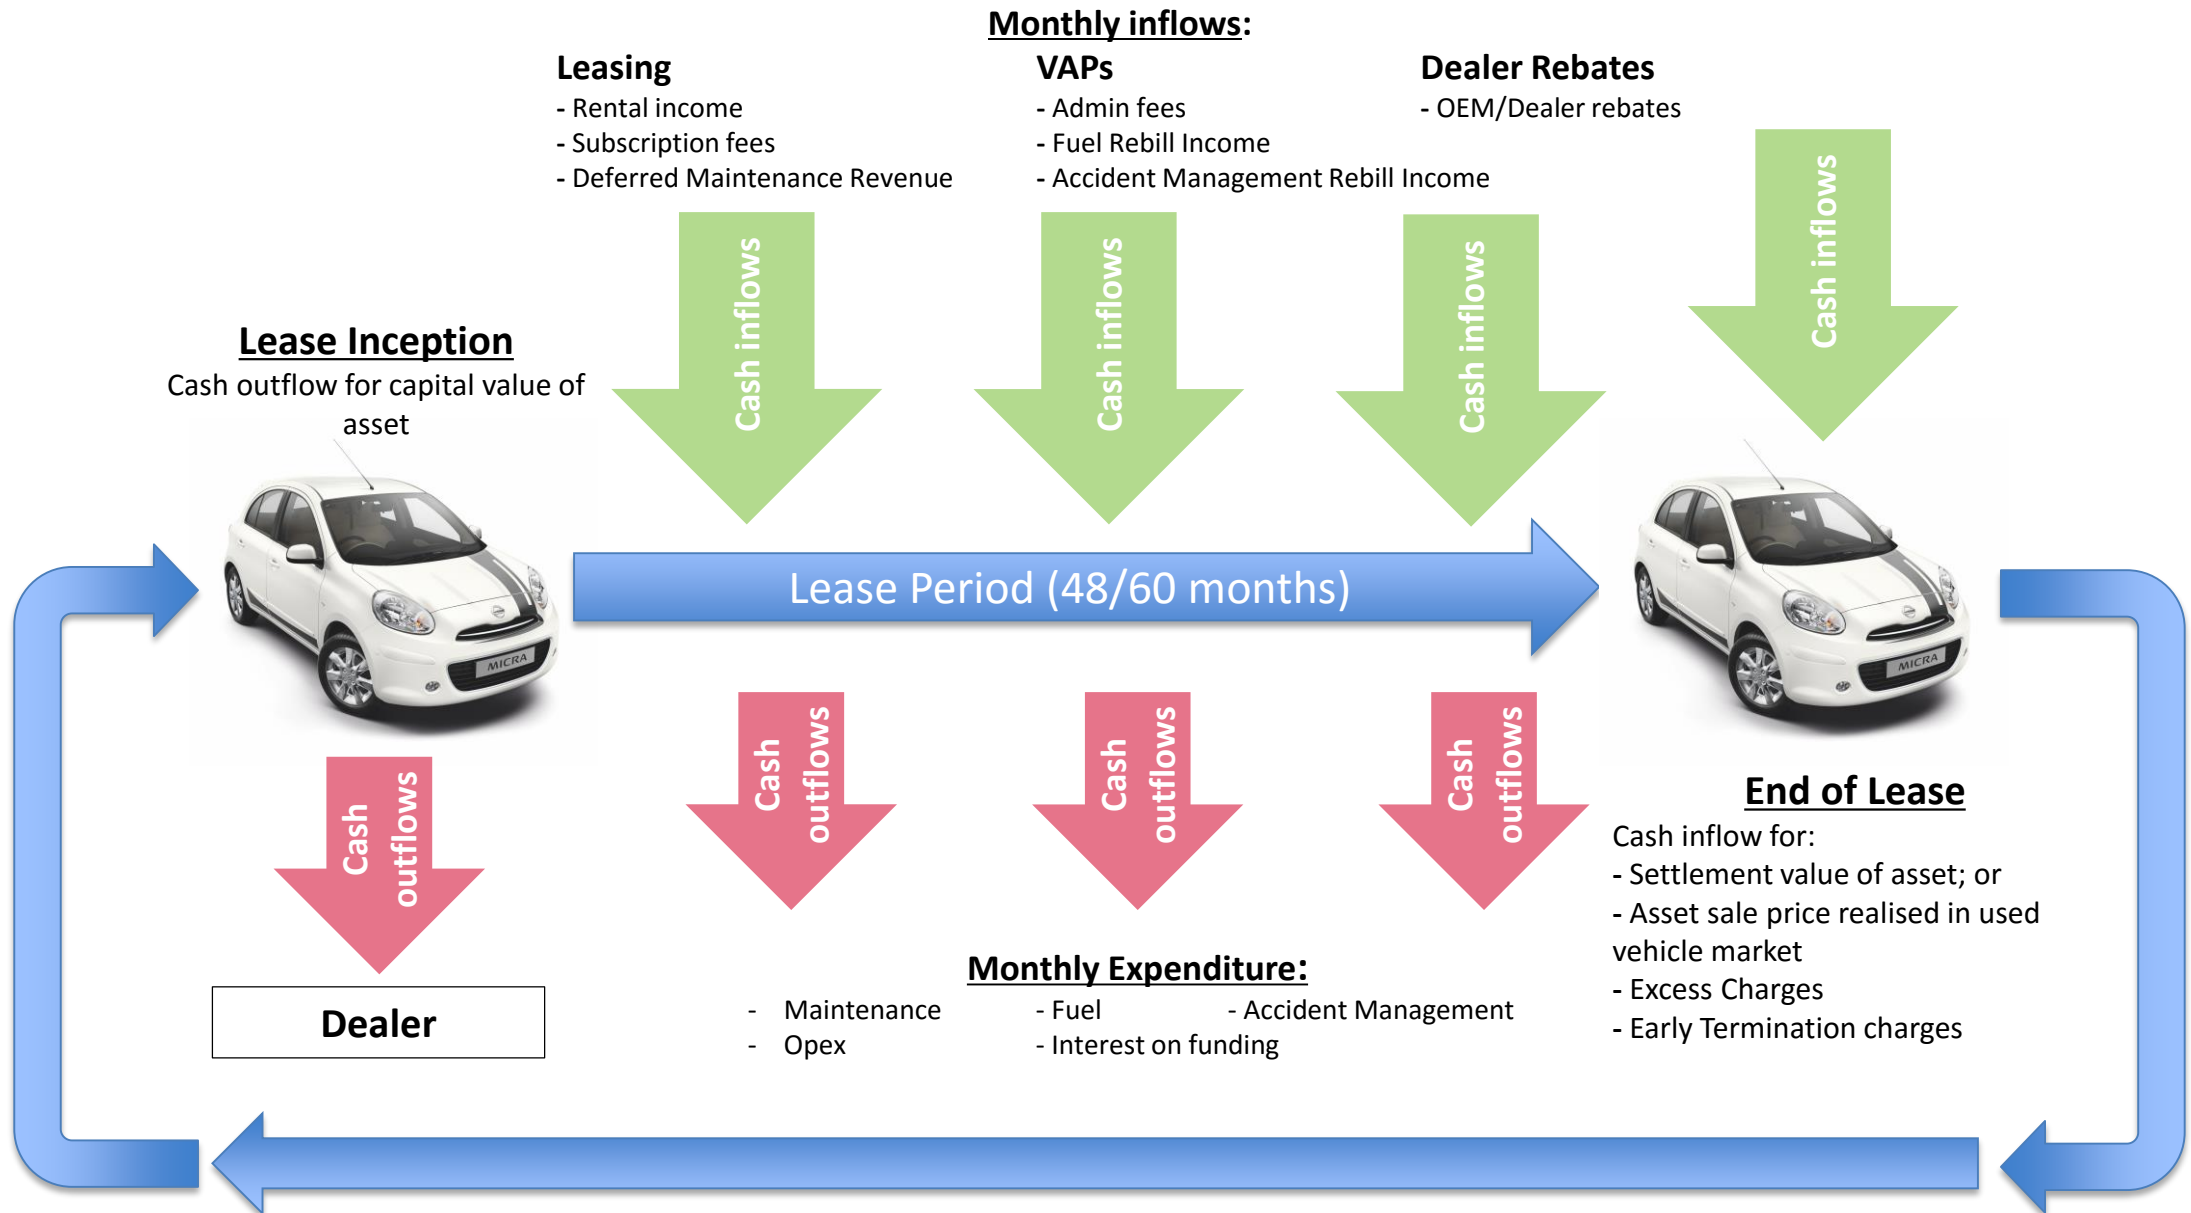 Monthly inflows:
Leasing
- Rental income
- Subscription fees
- Deferred Maintenance Revenue
VAPs
- Admin fees
- Fuel Rebill Income
- Accident Management Rebill Income
Dealer Rebates
- OEM/Dealer rebates
Cash inflows
Cash inflows
Cash inflows
Cash inflows
Lease Inception
Cash outflow for capital value of
asset
MICRA
Lease Period (48/60 months)
MICRA
Cash
outflows
Cash
outflows
Cash
outflows
Cash
outflows
Dealer
Monthly Expenditure:
- Maintenance
- Opex
- Fuel
- Interest on funding
- Accident Management
End of Lease
Cash inflow for:
- Settlement value of asset; or
- Asset sale price realised in used
vehicle market
- Excess Charges
- Early Termination charges